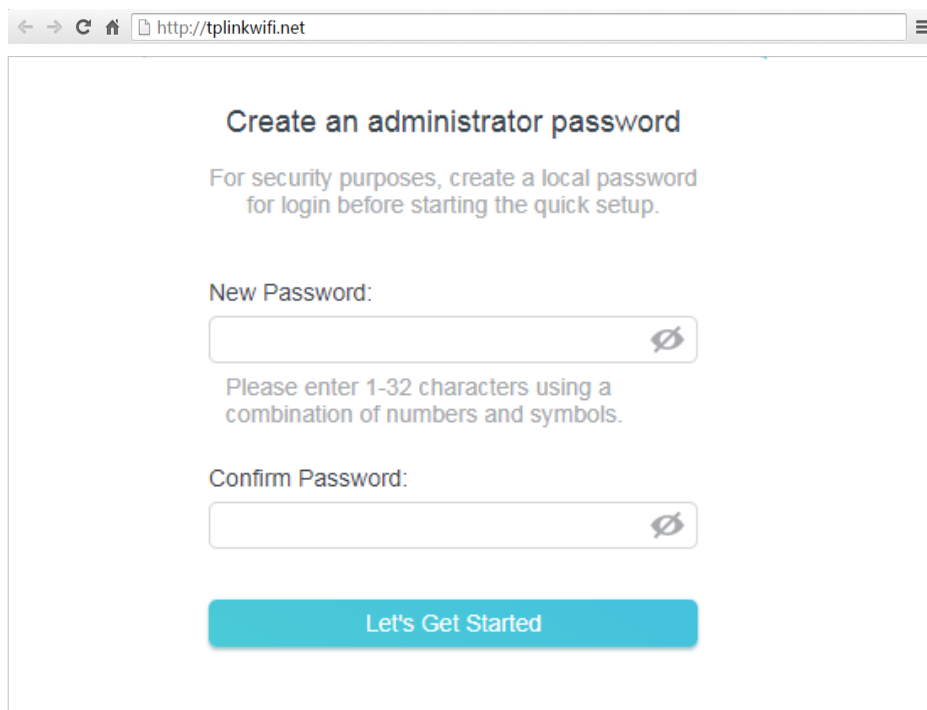 http://tplinkwifi.net
Create an administrator password
For security purposes, create a local password
for login before starting the quick setup.
New Password:
Please enter 1-32 characters using a
combination of numbers and symbols.
Confirm Password:
Let's Get Started